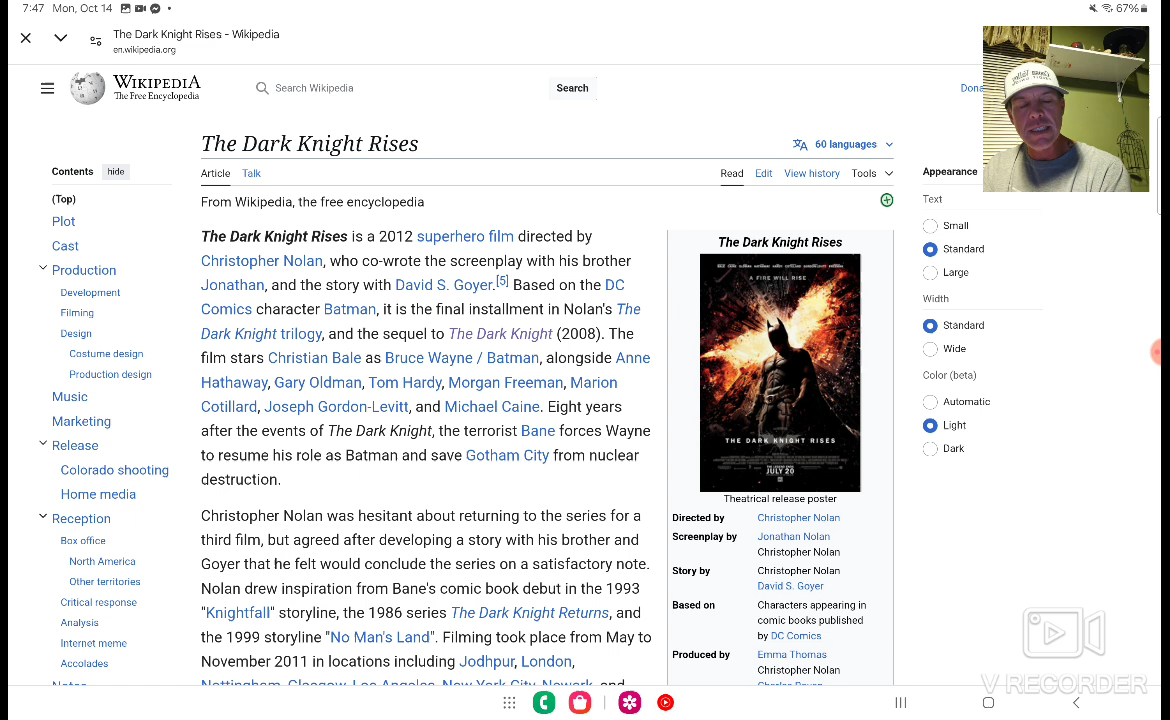 7:47 Mon, Oct 14
67%
The Dark Knight Rises - Wikipedia
en.wikipedia.org
WIKIPEDIA
The Free Encyclopedia
Search Wikipedia
Search
Dona
The Dark Knight Rises
60 languages
Contents hide
Article Talk
Read Edit View history Tools
(Top)
Plot
Cast
Production
Development
Filming
Design
Costume design
Production design
Music
Marketing
Release
Colorado shooting
Home media
Reception
Box office
North America
Other territories
Critical response
Analysis
Internet meme
Accolades
From Wikipedia, the free encyclopedia
The Dark Knight Rises is a 2012 superhero film directed by
Christopher Nolan, who co-wrote the screenplay with his brother
Jonathan, and the story with David S. Goyer.[5] Based on the DC
Comics character Batman, it is the final installment in Nolan's The
Dark Knight trilogy, and the sequel to The Dark Knight (2008). The
film stars Christian Bale as Bruce Wayne / Batman, alongside Anne
Hathaway, Gary Oldman, Tom Hardy, Morgan Freeman, Marion
Cotillard, Joseph Gordon-Levitt, and Michael Caine. Eight years
after the events of The Dark Knight, the terrorist Bane forces Wayne
to resume his role as Batman and save Gotham City from nuclear
destruction.
Christopher Nolan was hesitant about returning to the series for a
third film, but agreed after developing a story with his brother and
Goyer that he felt would conclude the series on a satisfactory note.
Nolan drew inspiration from Bane's comic book debut in the 1993
"Knightfall" storyline, the 1986 series The Dark Knight Returns, and
the 1999 storyline "No Man's Land". Filming took place from May to
November 2011 in locations including Jodhpur, London,
Nottingham, Glasgow, Los Angeles, New York City, Newark, and
The Dark Knight Rises
A FIRE WILL RISE
THE DARK KNIGHT RISES
JULY 20
Theatrical release poster
Directed by Christopher Nolan
Screenplay by Jonathan Nolan
Christopher Nolan
Story by Christopher Nolan
David S. Goyer
Based on Characters appearing in
comic books published
by DC Comics
Produced by Emma Thomas
Christopher Nolan
Charles Roven
Appearance
Text
Small
Standard
Large
Width
Standard
Wide
Color (beta)
Automatic
Light
Dark
V RECORDER